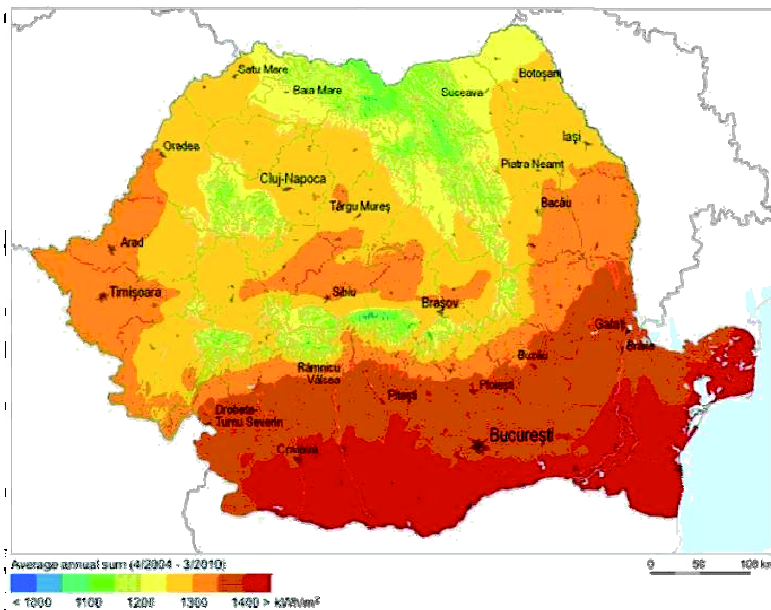 Satu Mare
Botoșani
Baia Mare
Suceava
Iași
Oradea
Piatra Neamț
Cluj-Napoca
Târgu Mureș
Bacău
Arad
Timișoara
Sibiu
Brașov
Galați
Brăila
Buzău
Râmnicu
Vâlcea
Pitești
Ploiești
Drobeta-
Turnu Severin
București
Craiova
Average annual sum (4/2004 - 3/2010)
0 50 100 km
< 1000 1100 1200 1300 1400 > kWh/m²